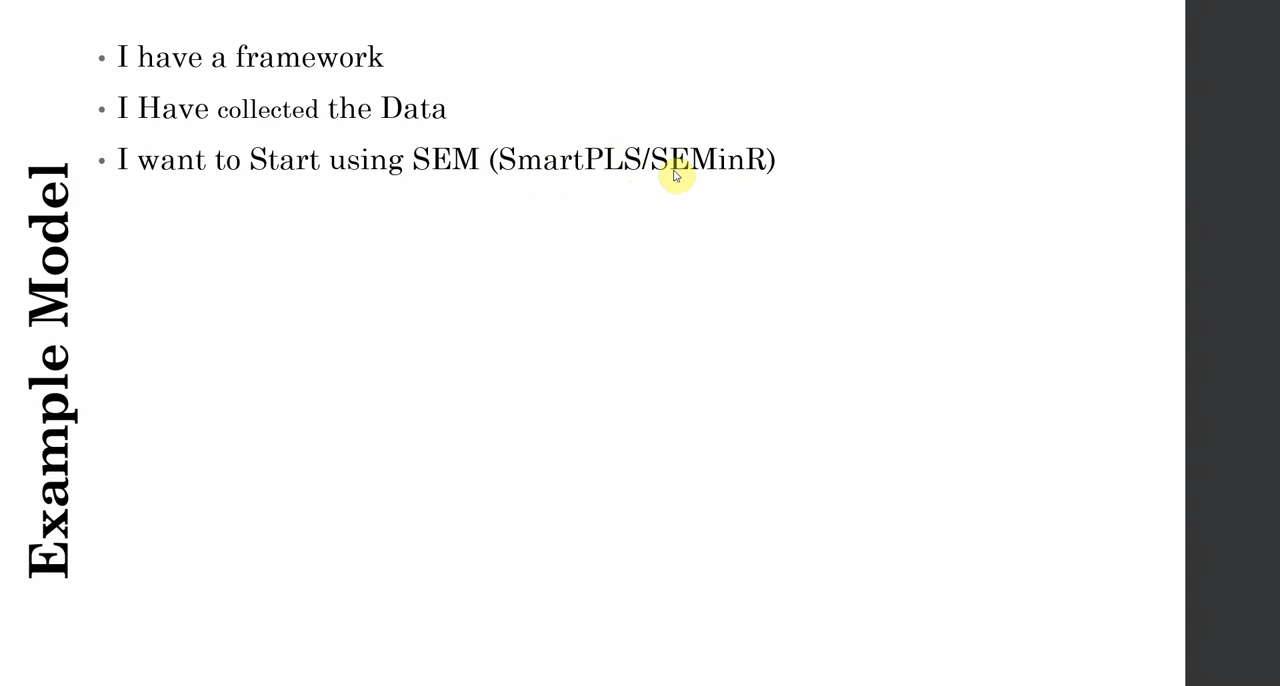 Example Model
• I have a framework
• I Have collected the Data
• I want to Start using SEM (SmartPLS/SEMinR)